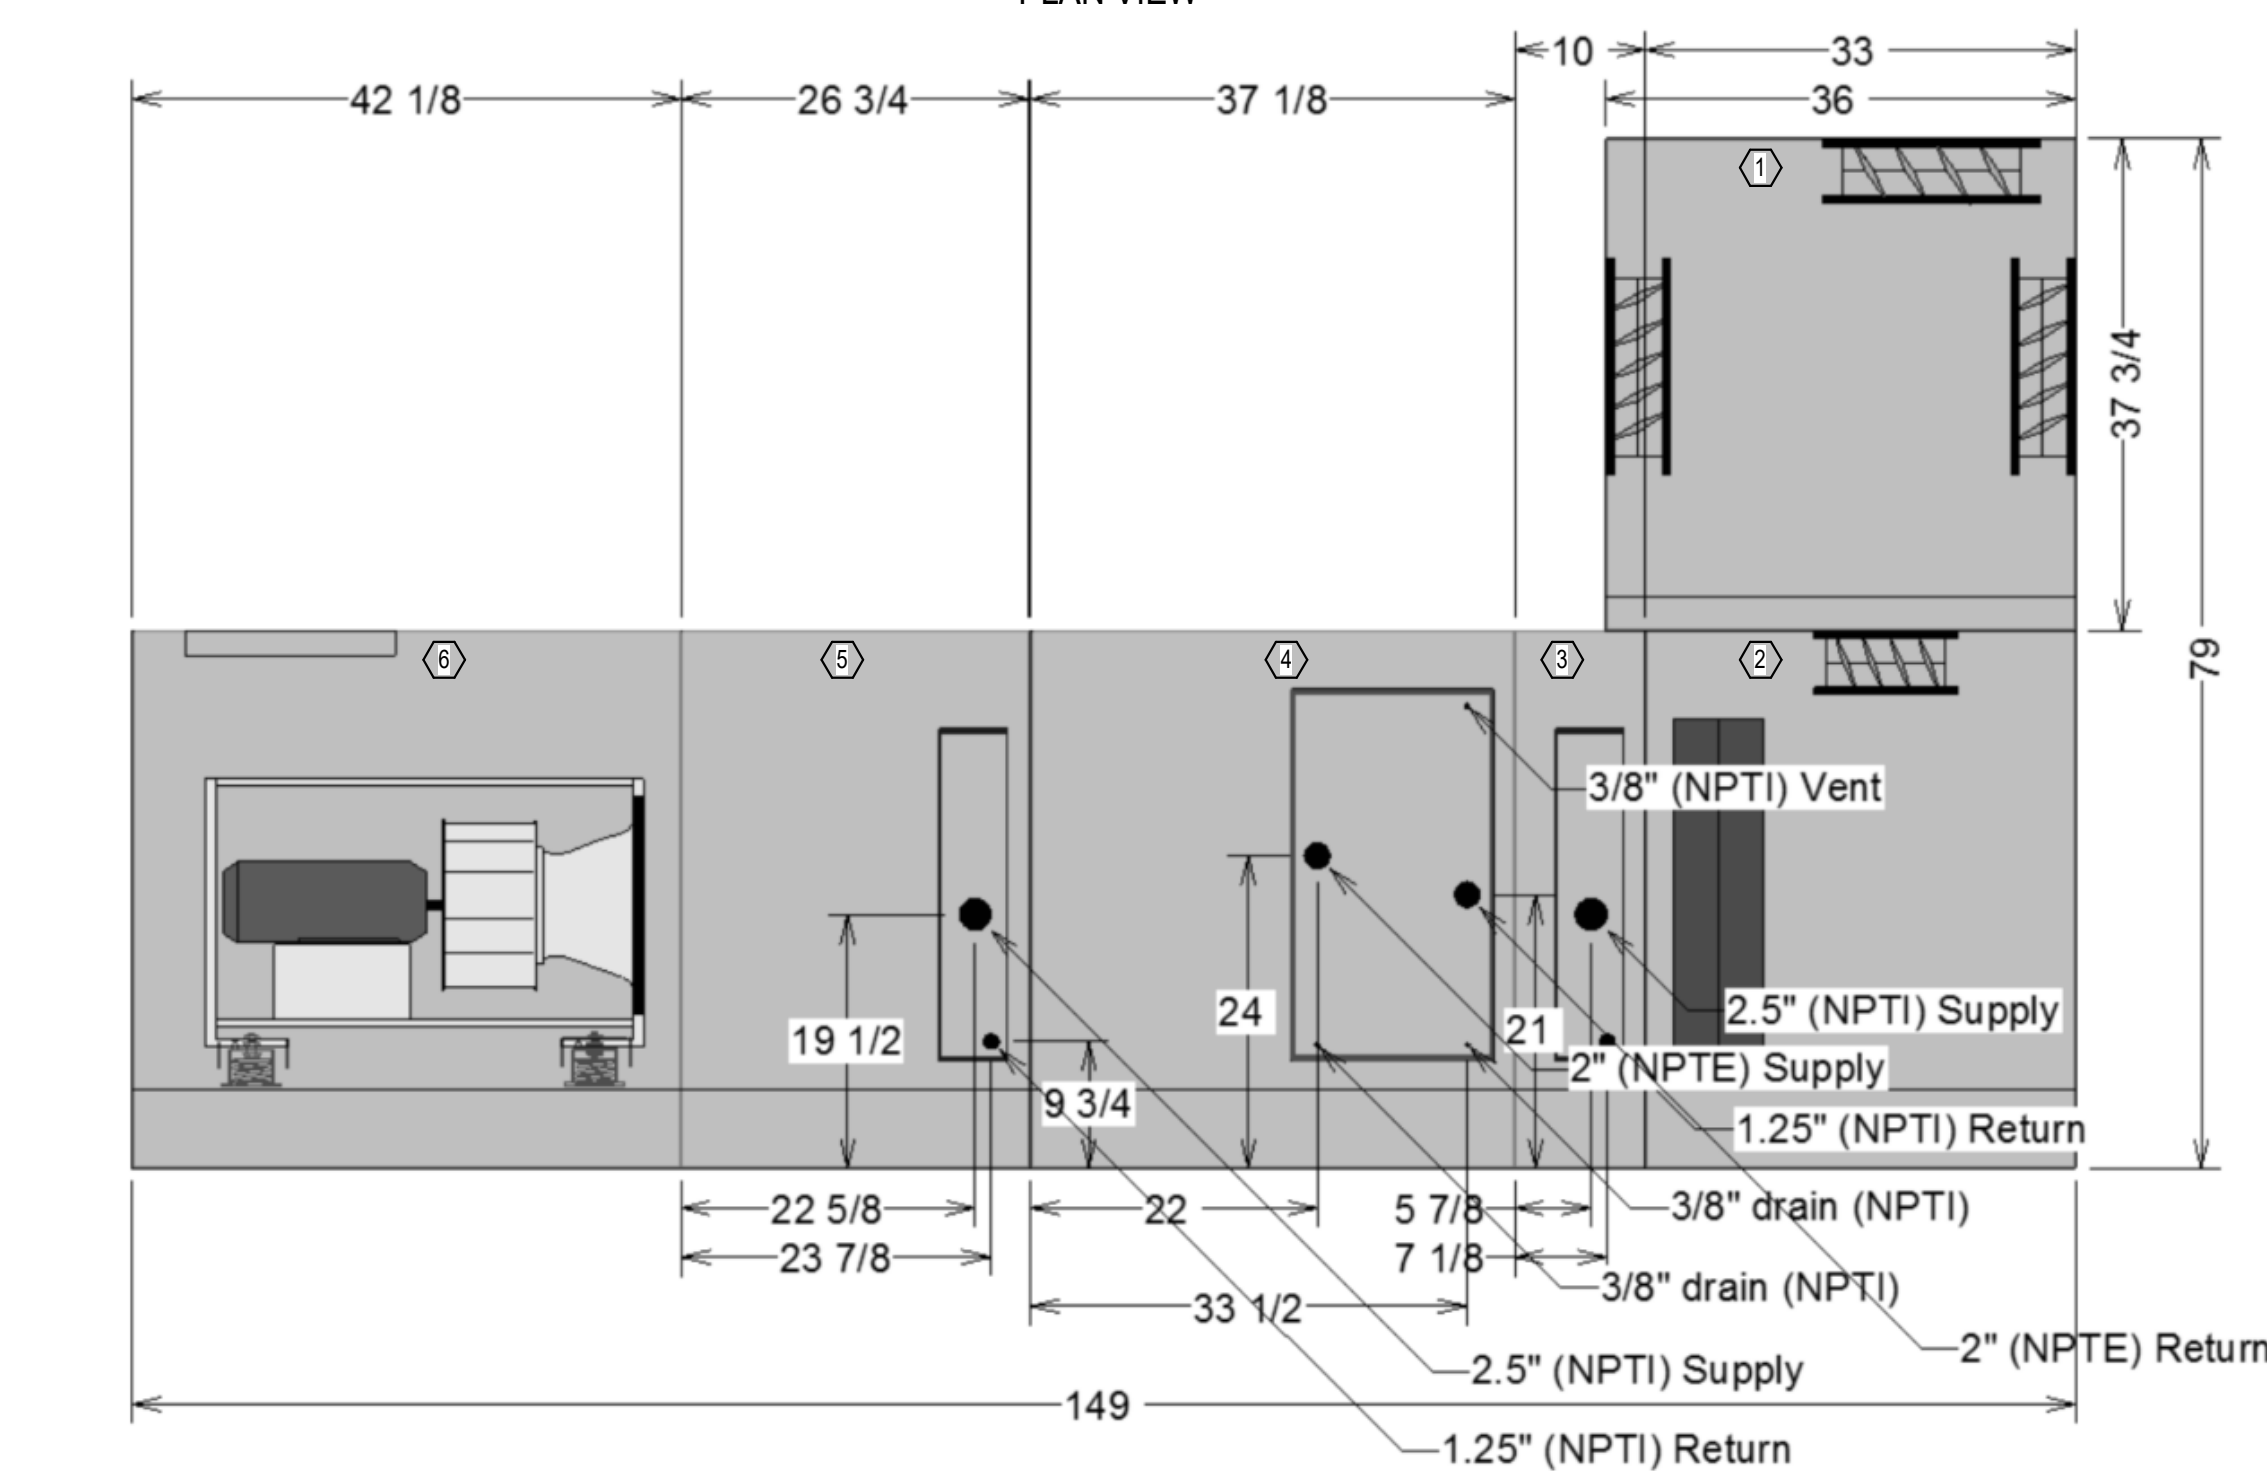 PLAN VIEW
10
33
42 1/8
26 3/4
37 1/8
36
1
37 3/4
79
6
5
4
3
2
3/8" (NPTI) Vent
24
21
2.5" (NPTI) Supply
19 1/2
2" (NPTE) Supply
9 3/4
1.25" (NPTI) Return
22 5/8
22
5 7/8
3/8" drain (NPTI)
23 7/8
7 1/8
3/8" drain (NPTI)
33 1/2
2" (NPTE) Return
2.5" (NPTI) Supply
149
1.25" (NPTI) Return